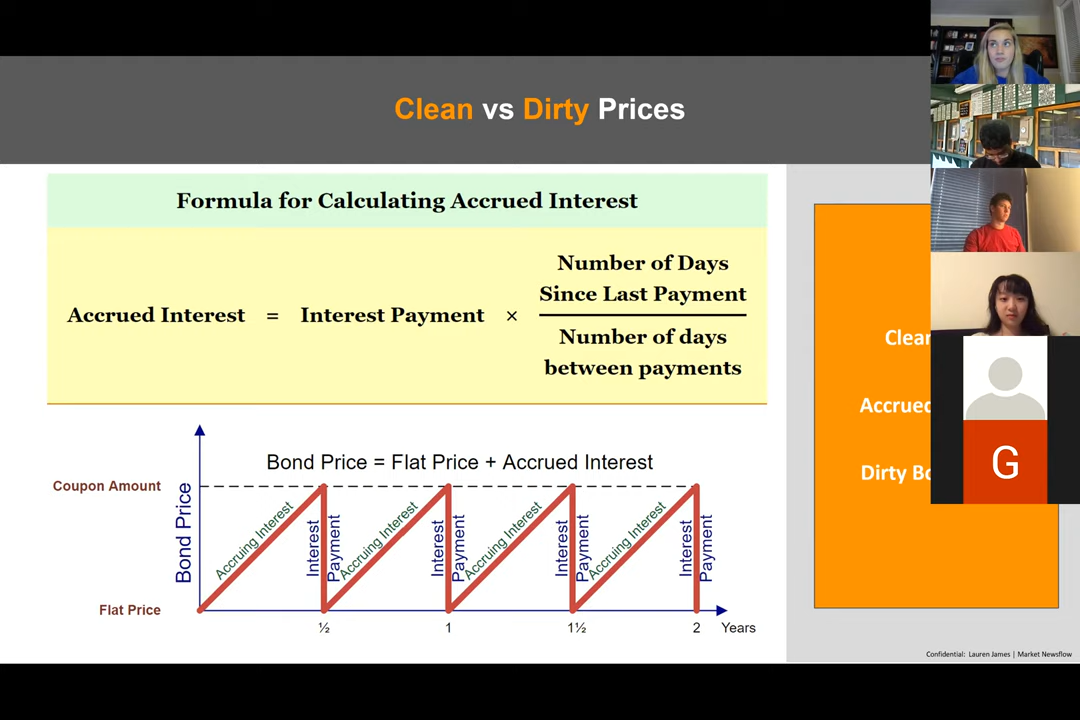 Clean vs Dirty Prices
Formula for Calculating Accrued Interest
Accrued Interest = Interest Payment ×
Number of Days
Since Last Payment
Number of days
between payments
Bond Price = Flat Price + Accrued Interest
Coupon Amount
Bond Price
Flat Price
Accruing Interest
Interest
Payment
Accruing Interest
Interest
Payment
Accruing Interest
Interest
Payment
Accruing Interest
Interest
Payment
½ 1 1½ 2 Years
Clear
Accrued
Dirty Bo
G
Confidential: Lauren James | Market Newsflow